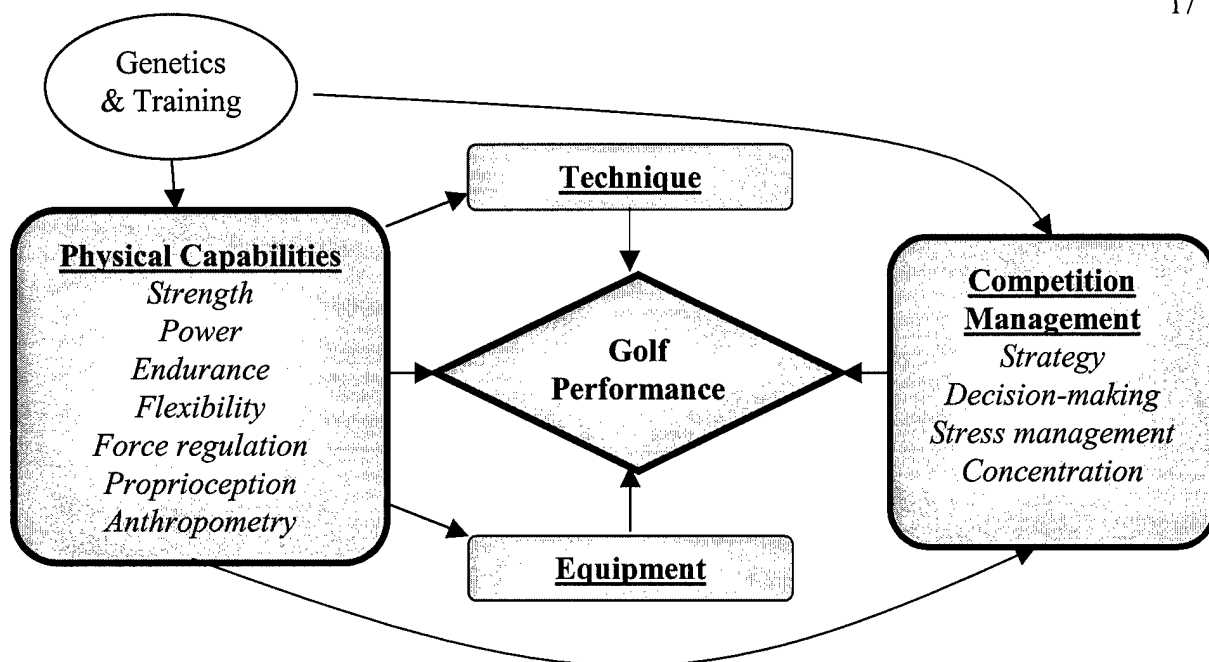 17
Genetics
& Training
Technique
Physical Capabilities
Strength
Power
Endurance
Flexibility
Force regulation
Proprioception
Anthropometry
Golf
Performance
Competition
Management
Strategy
Decision-making
Stress management
Concentration
Equipment